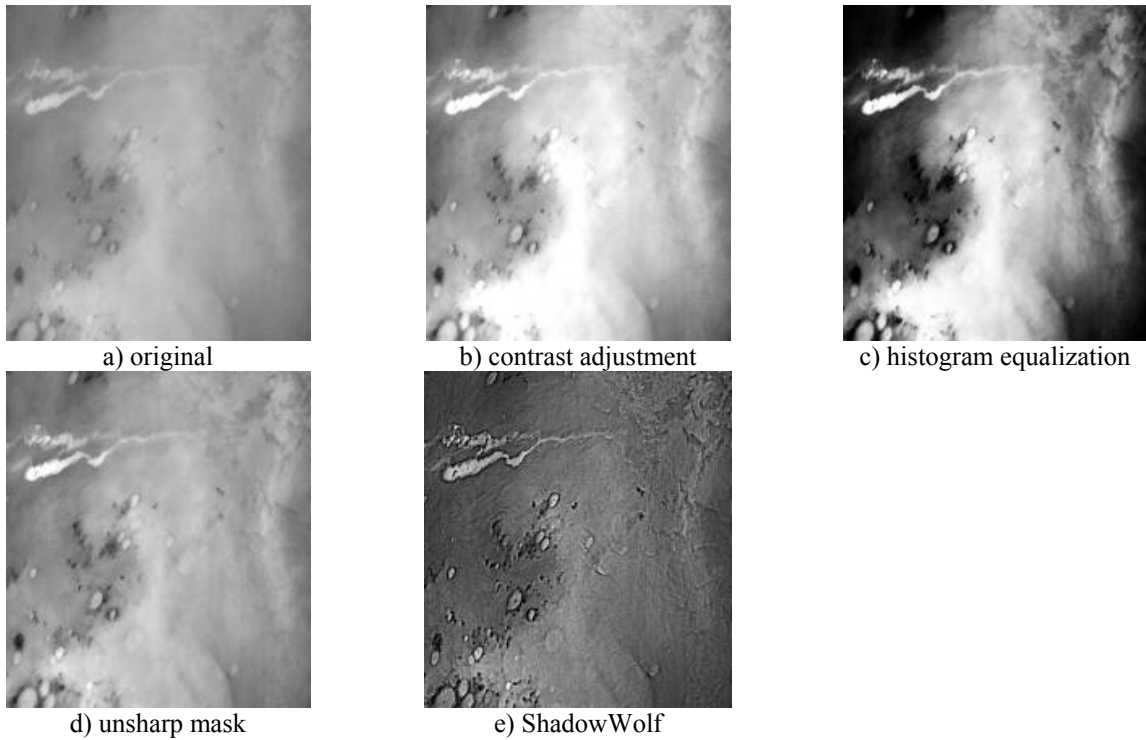 a) original
b) contrast adjustment
c) histogram equalization
d) unsharp mask
e) ShadowWolf